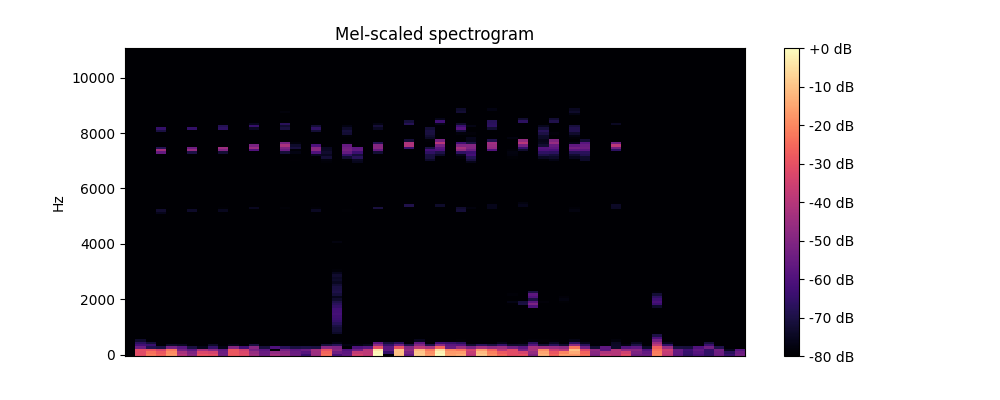 Mel-scaled spectrogram
Hz
10000
8000
6000
4000
2000
0
+0 dB
-10 dB
-20 dB
-30 dB
-40 dB
-50 dB
-60 dB
-70 dB
-80 dB